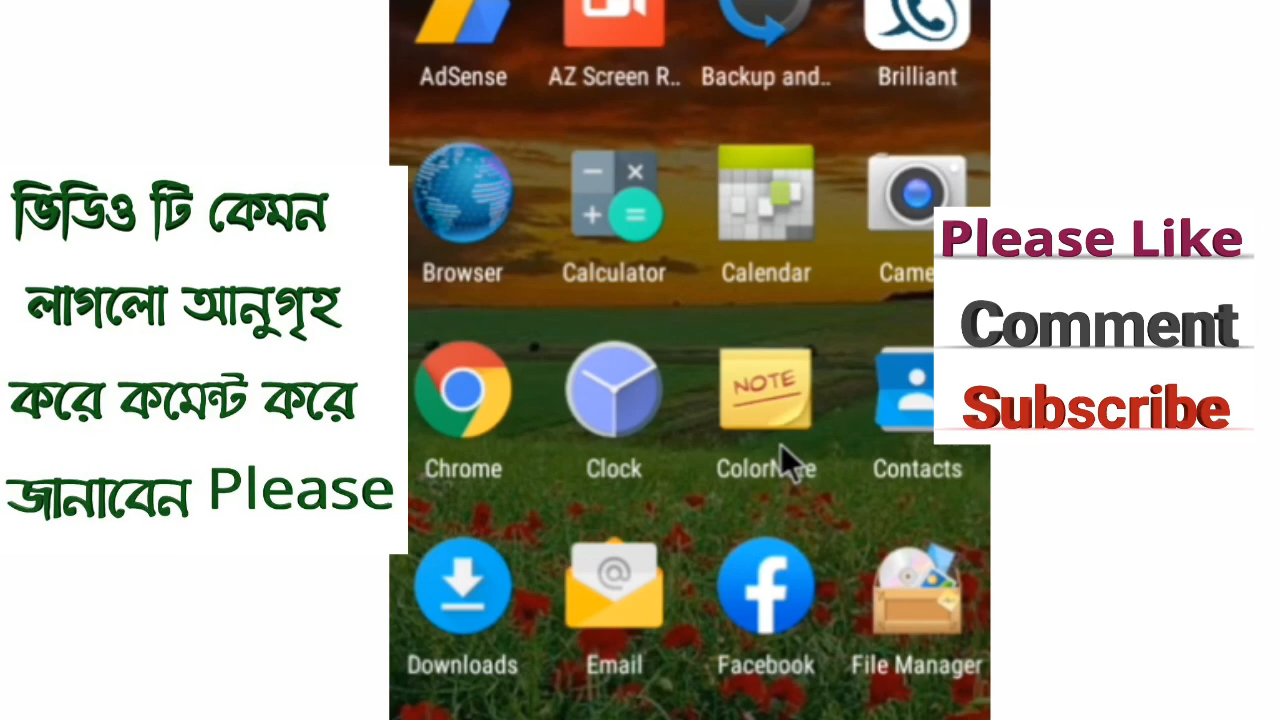 AdSense AZ Screen R.. Backup and.. Brilliant
Browser Calculator Calendar Came
Chrome Clock NOTE Contacts
Downloads Email Facebook File Manager
ভিডিও টি কেমন
লাগলো আনুগৃহ
করে কমেন্ট করে
জানাবেন Please
Please Like
Comment
Subscribe